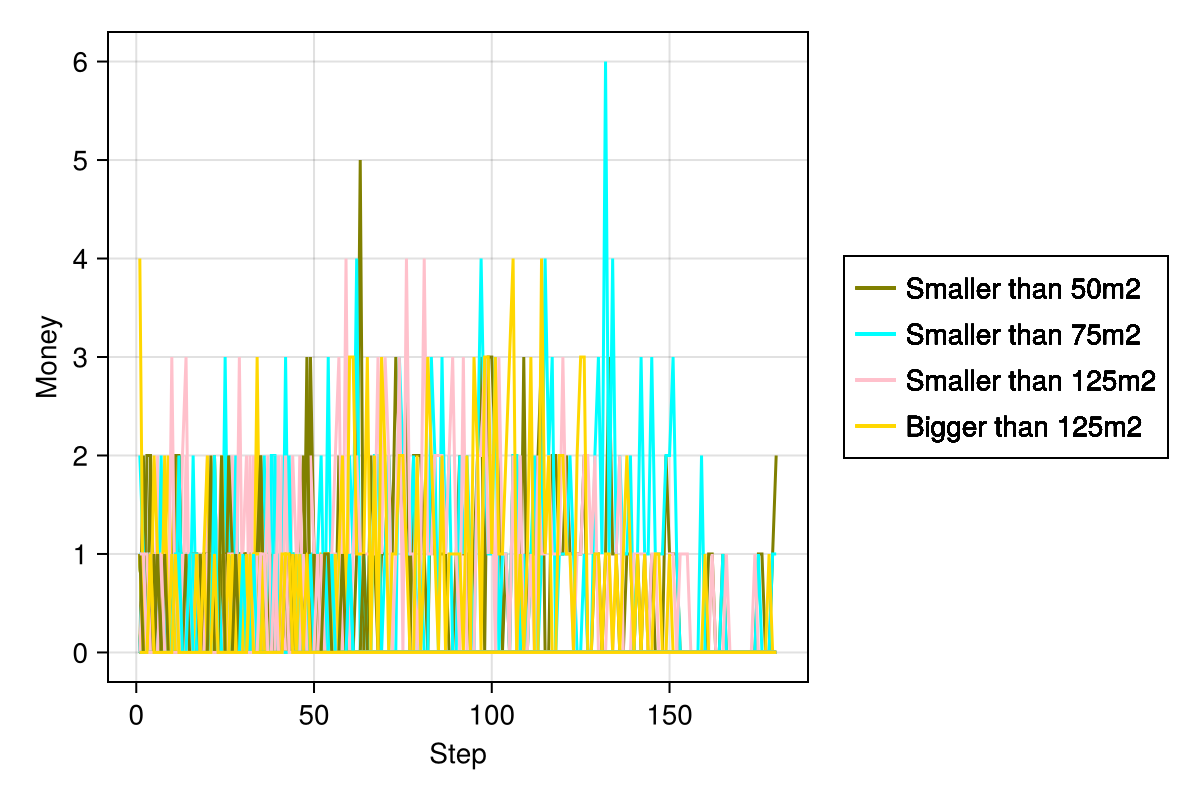 6
5
4
3
2
1
0
Money
0 50 100 150
Step
Smaller than 50m2
Smaller than 75m2
Smaller than 125m2
Bigger than 125m2